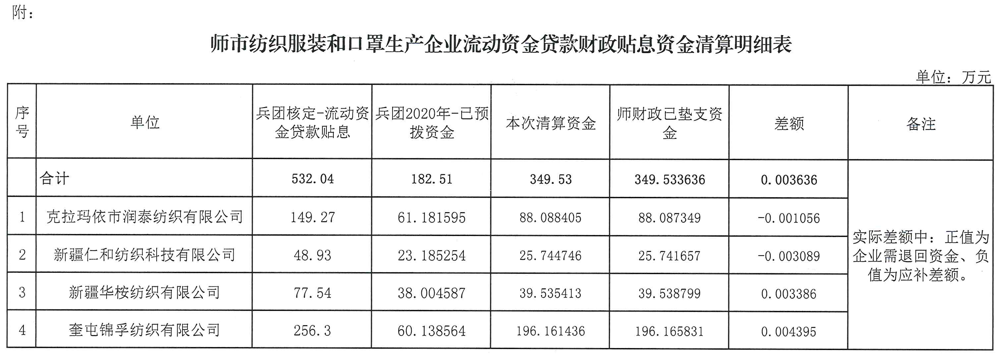 附：
师市纺织服装和口罩生产企业流动资金贷款财政贴息资金清算明细表
单位：万元
序号 单位 兵团核定-流动资金贷款贴息 兵团2020年-已预拨资金 本次清算资金 师财政已垫支资金 差额 备注
合计 532.04 182.51 349.53 349.533636 0.003636
1 克拉玛依市润泰纺织有限公司 149.27 61.181595 88.088405 88.087349 -0.001056
2 新疆仁和纺织科技有限公司 48.93 23.185254 25.744746 25.741657 -0.003089
3 新疆华桉纺织有限公司 77.54 38.004587 39.535413 39.538799 0.003386
4 奎屯锦孚纺织有限公司 256.3 60.138564 196.161436 196.165831 0.004395
实际差额中：正值为
企业需退回资金、负
值为应补差额。